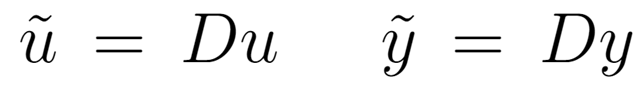 ũ = Du ỹ = Dy